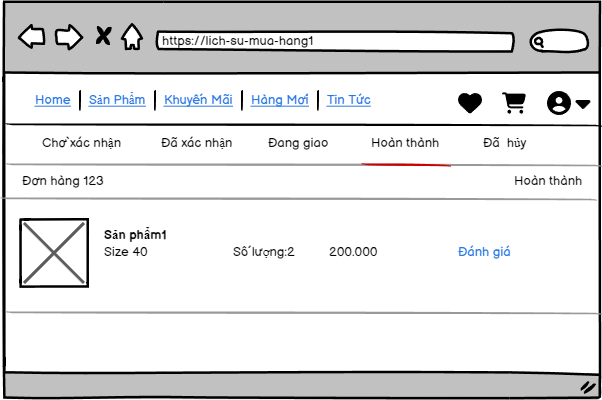 https://lich-su-mua-hang1
Home | Sản Phẩm | Khuyến Mãi | Hàng Mới | Tin Tức
Chờ xác nhận Đã xác nhận Đang giao Hoàn thành Đã hủy
Đơn hàng 123 Hoàn thành
Sản phẩm1
Size 40 Số lượng:2 200.000 Đánh giá